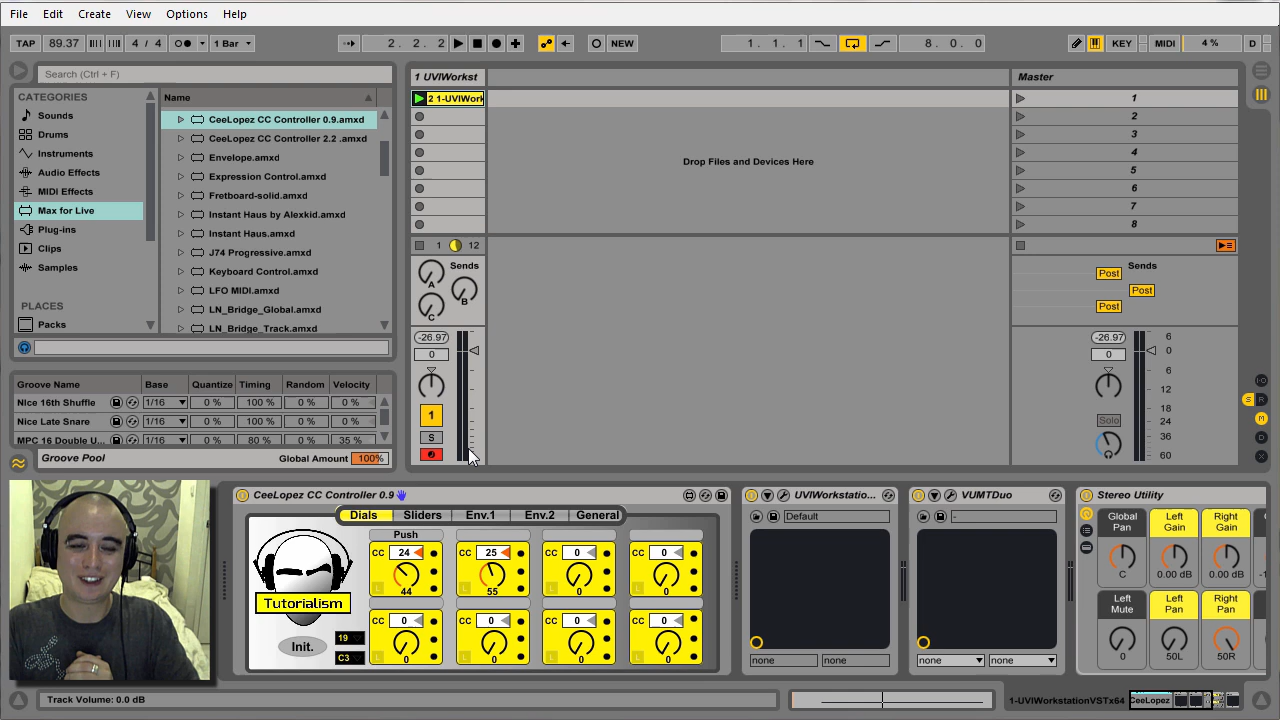 File Edit Create View Options Help
TAP 89.37 4 / 4 1 Bar 2. 2. 2 NEW 1. 1. 1 8. 0. 0 KEY MIDI 4 % D
Search (Ctrl + F)
CATEGORIES
Sounds
Drums
Instruments
Audio Effects
MIDI Effects
Max for Live
Plug-ins
Clips
Samples
PLACES
Packs
Name
CeeLopez CC Controller 0.9.amxd
CeeLopez CC Controller 2.2 .amxd
Envelope.amxd
Expression Control.amxd
Fretboard-solid.amxd
Instant Haus by Alexkid.amxd
Instant Haus.amxd
J74 Progressive.amxd
Keyboard Control.amxd
LFO MIDI.amxd
LN_Bridge_Global.amxd
LN_Bridge_Track.amxd
Groove Name Base Quantize Timing Random Velocity
NIce 16th Shuffle 1/16 0 % 100 % 0 % 0 %
Nice Late Snare 1/16 0 % 100 % 0 % 0 %
MPC 16 Double U... 1/16 0 % 80 % 0 % 35 %
Groove Pool Global Amount 100%
1 UVIWorkst
2 1-UVIWork
1 12
Sends
A
B
C
-26.97
0
1
S
Drop Files and Devices Here
Master
1
2
3
4
5
6
7
8
Sends
Post
Post
Post
-26.97 6
0 0
6
12
18
Solo 24
36
60
I·O
S R
M
D
X
CeeLopez CC Controller 0.9
Dials Sliders Env.1 Env.2 General
Push
CC 24 CC 25 CC 0 CC 0
L 44 L 55 L 0 L 0
CC 0 CC 0 CC 0 CC 0
L 0 L 0 L 0 L 0
Tutorialism
Init. 19
C3
UVIWorkstatio...
Default
none none
VUMTDuo
-
none none
Stereo Utility
Global Pan Left Gain Right Gain
C 0.00 dB 0.00 dB
Left Mute Left Pan Right Pan
0 50L 50R
Track Volume: 0.0 dB
1-UVIWorkstationVSTx64 CeeLopez